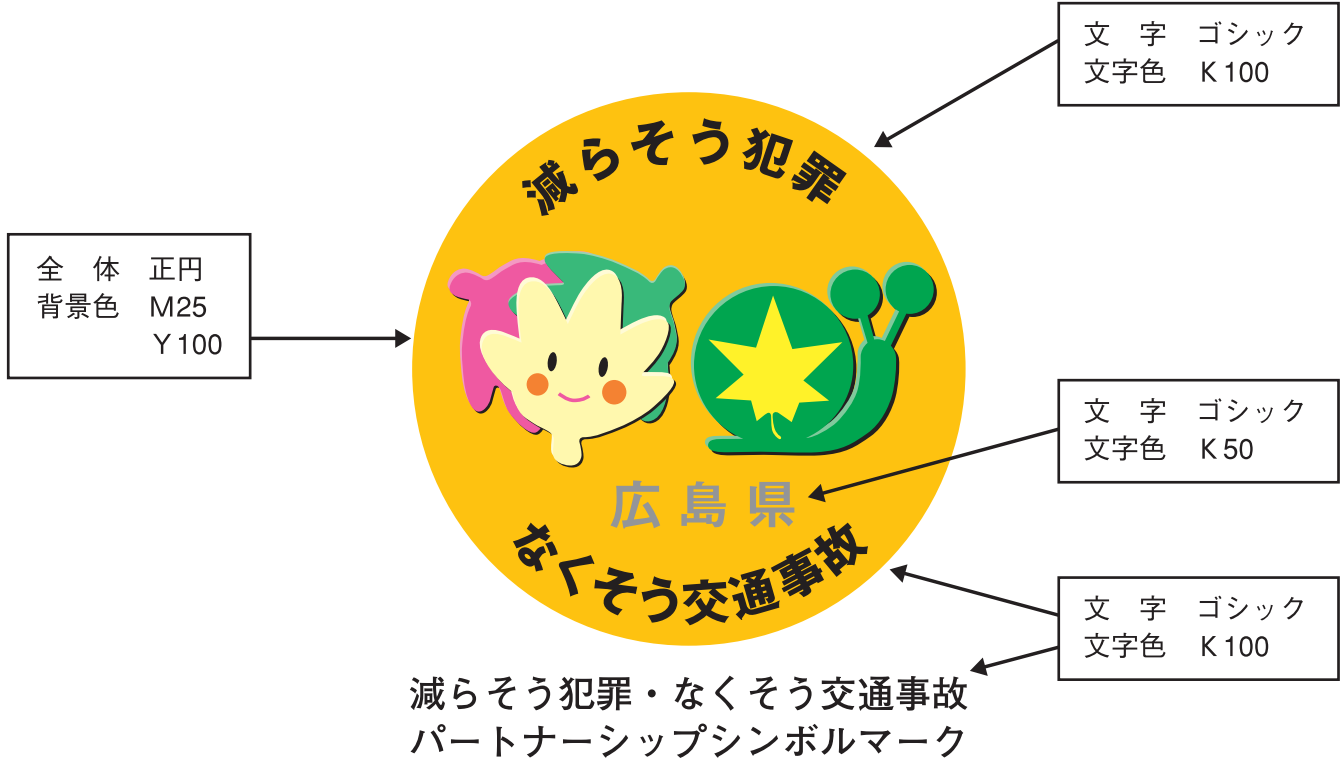 文　字　ゴシック
文字色　K100
減らそう犯罪
全　体　正円
背景色　M25
Y100
文　字　ゴシック
文字色　K50
広島県
なくそう交通事故
文　字　ゴシック
文字色　K100
減らそう犯罪・なくそう交通事故
パートナーシップシンボルマーク